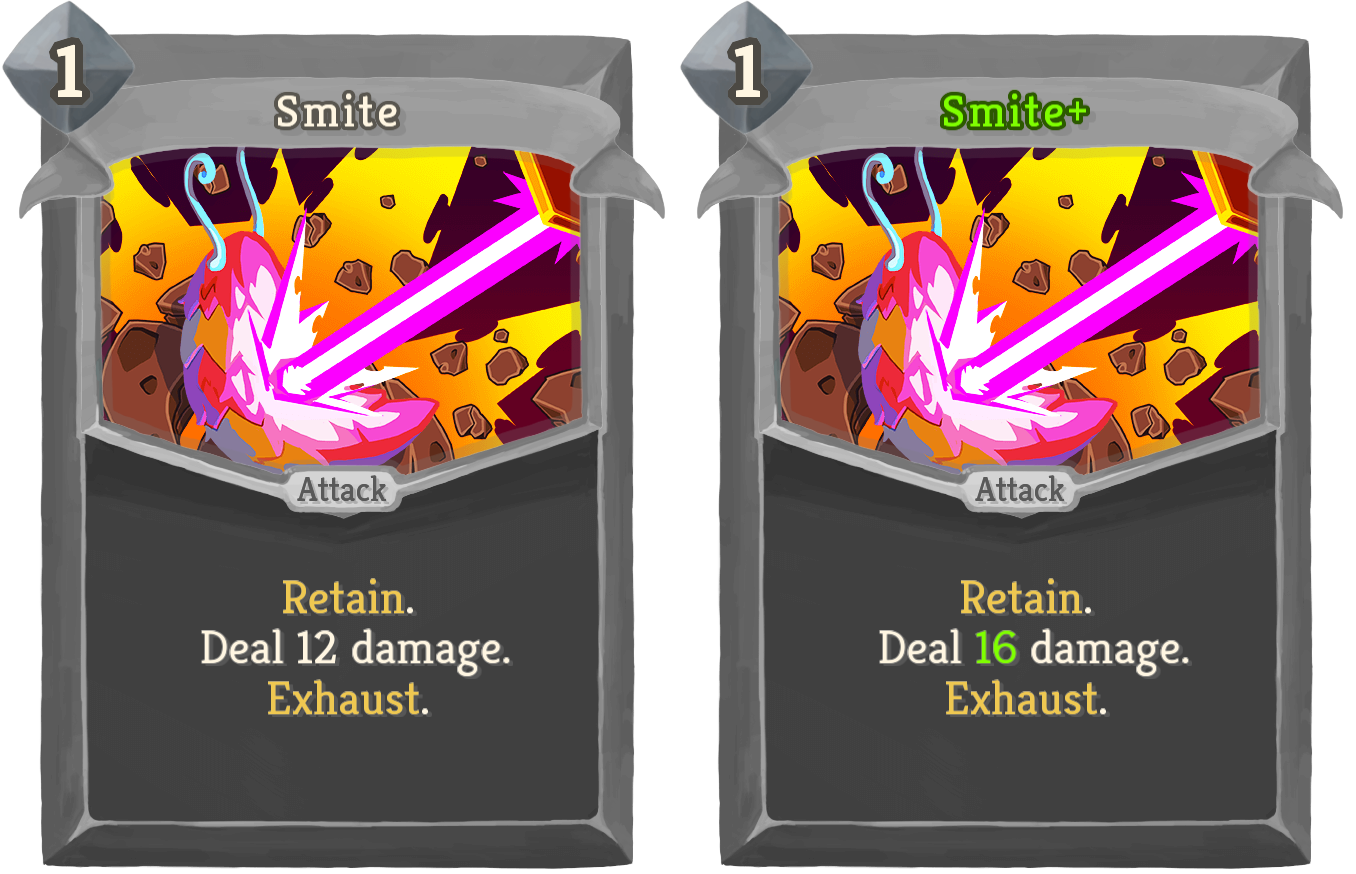 1
Smite
Attack
Retain.
Deal 12 damage.
Exhaust.
1
Smite+
Attack
Retain.
Deal 16 damage.
Exhaust.